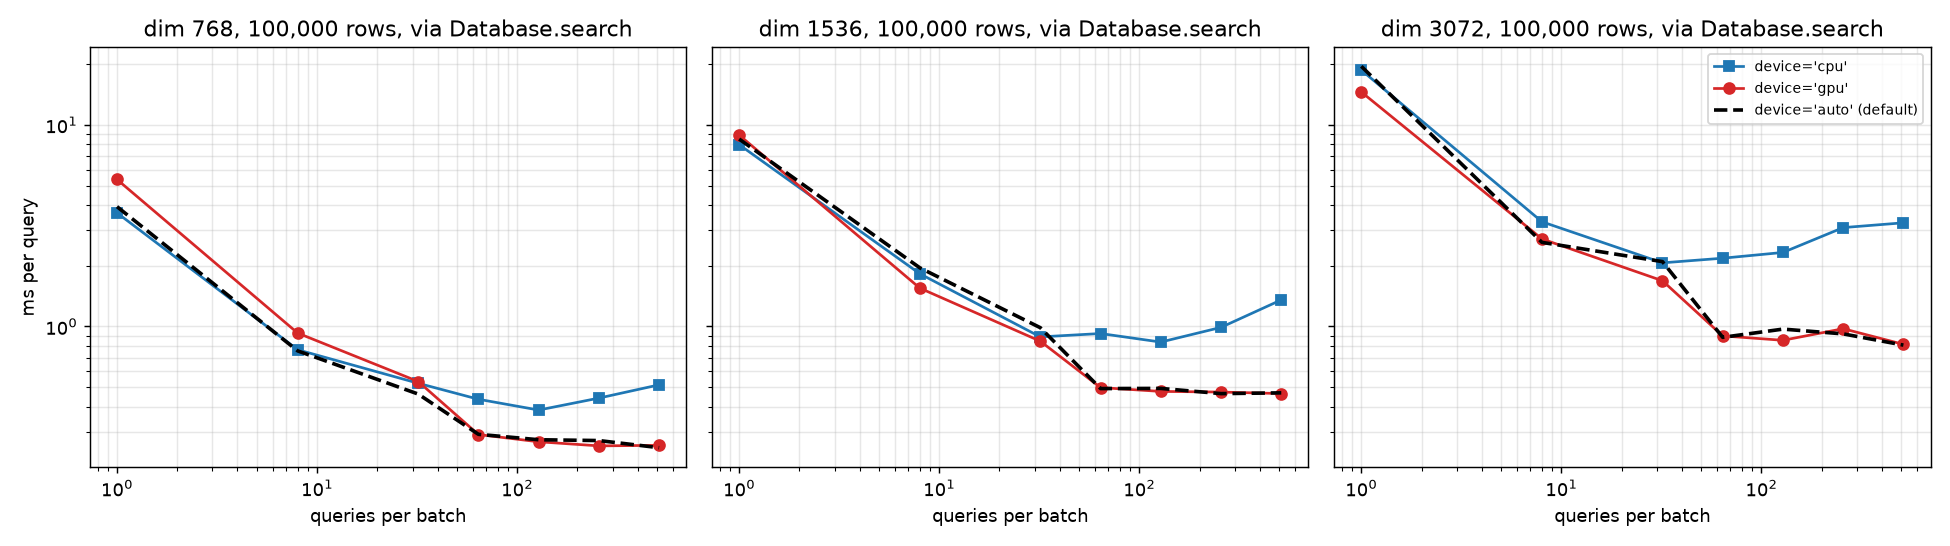 dim 768, 100,000 rows, via Database.search
dim 1536, 100,000 rows, via Database.search
dim 3072, 100,000 rows, via Database.search
device='cpu'
device='gpu'
device='auto' (default)
ms per query
10¹
10⁰
10⁰ 10¹ 10²
10⁰ 10¹ 10²
10⁰ 10¹ 10²
queries per batch
queries per batch
queries per batch